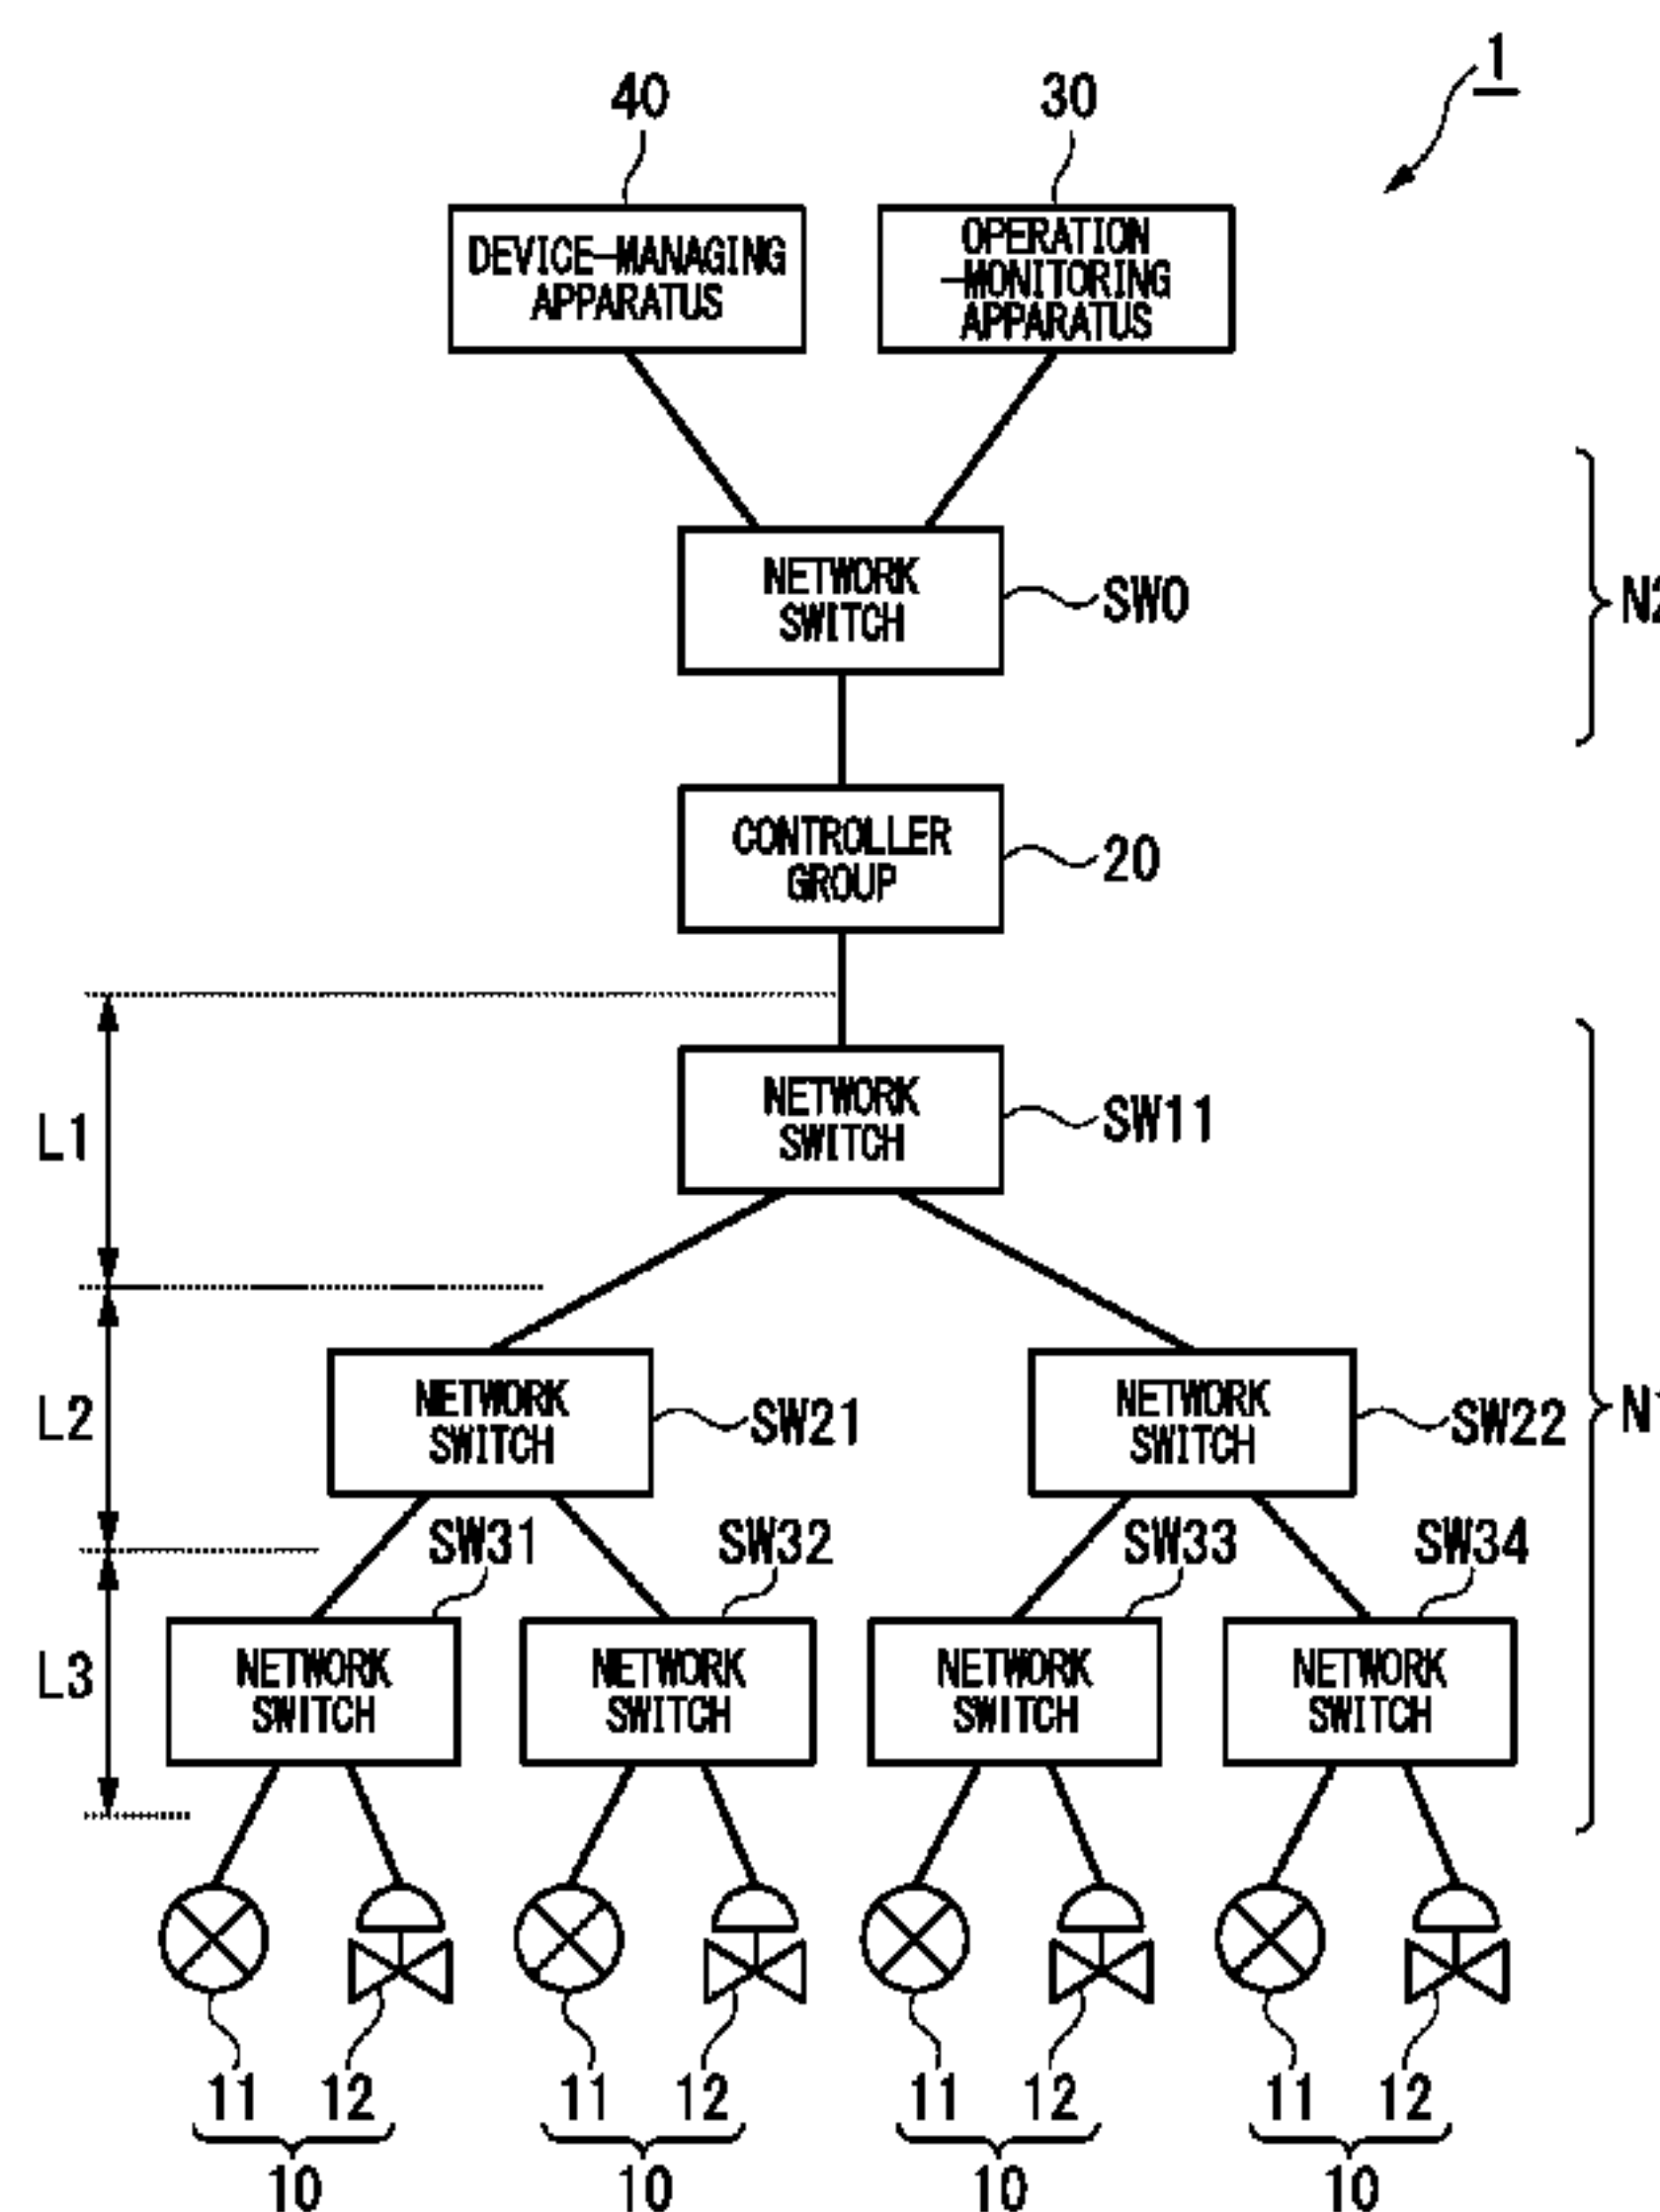 1
40
30
DEVICE-MANAGING
APPARATUS
OPERATION
-MONITORING
APPARATUS
NETWORK
SWITCH
SW0
N2
CONTROLLER
GROUP
20
L1
NETWORK
SWITCH
SW11
L2
NETWORK
SWITCH
SW21
NETWORK
SWITCH
SW22
N1
SW31
SW32
SW33
SW34
L3
NETWORK
SWITCH
NETWORK
SWITCH
NETWORK
SWITCH
NETWORK
SWITCH
11
12
11
12
11
12
11
12
10
10
10
10